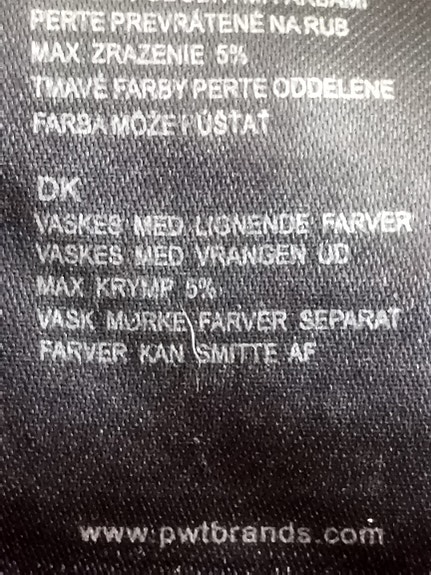 PERTE PREVRÁTENÉ NA RUB
MAX ZRAZENIE 5%
TMAVÉ FARBY PERTE ODDELENE
FARBA MÔŽE PÚŠŤAŤ
DK
VASKES MED LIGNENDE FARVER
VASKES MED VRANGEN UD
MAX KRYMP 5%
VASK MØRKE FARVER SEPARAT
FARVER KAN SMITTE AF
www.pwtbrands.com